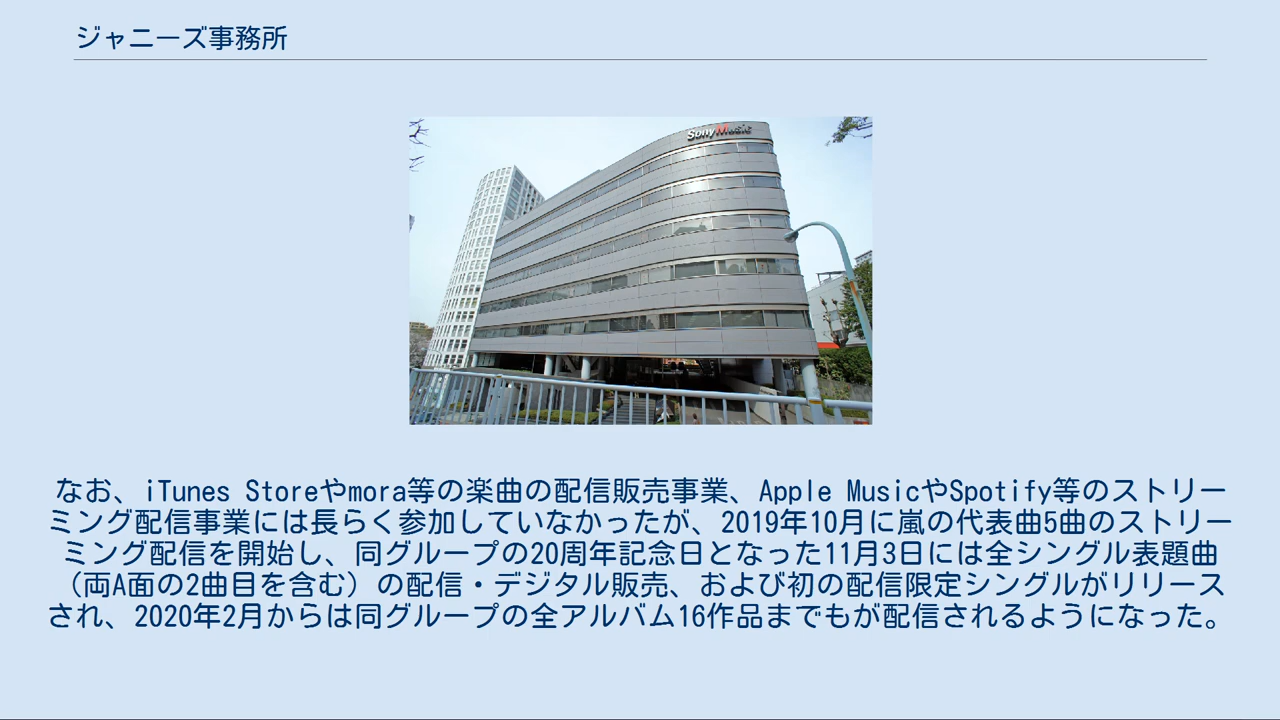 ジャニーズ事務所
Sony Music
なお、iTunes Storeやmora等の楽曲の配信販売事業、Apple MusicやSpotify等のストリー
ミング配信事業には長らく参加していなかったが、2019年10月に嵐の代表曲5曲のストリー
ミング配信を開始し、同グループの20周年記念日となった11月3日には全シングル表題曲
（両A面の2曲目を含む）の配信・デジタル販売、および初の配信限定シングルがリリース
され、2020年2月からは同グループの全アルバム16作品までもが配信されるようになった。